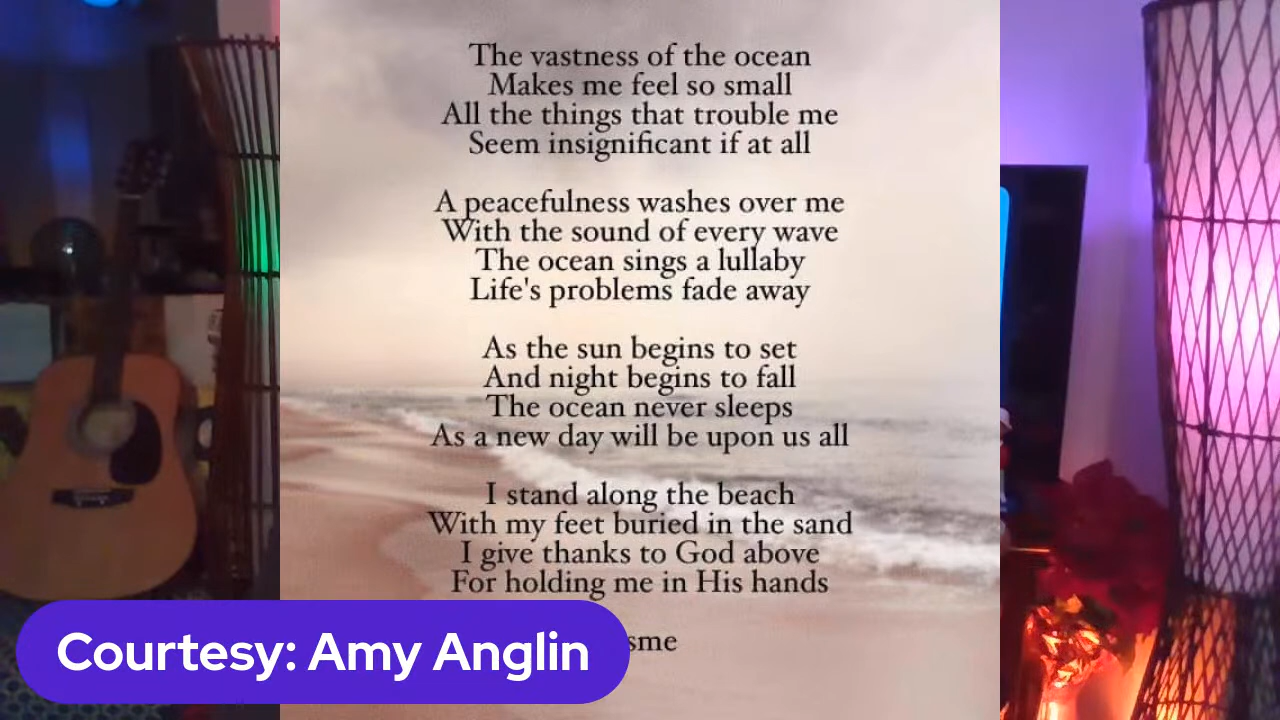 The vastness of the ocean
Makes me feel so small
All the things that trouble me
Seem insignificant if at all
A peacefulness washes over me
With the sound of every wave
The ocean sings a lullaby
Life's problems fade away
As the sun begins to set
And night begins to fall
The ocean never sleeps
As a new day will be upon us all
I stand along the beach
With my feet buried in the sand
I give thanks to God above
For holding me in His hands
Courtesy: Amy Anglin